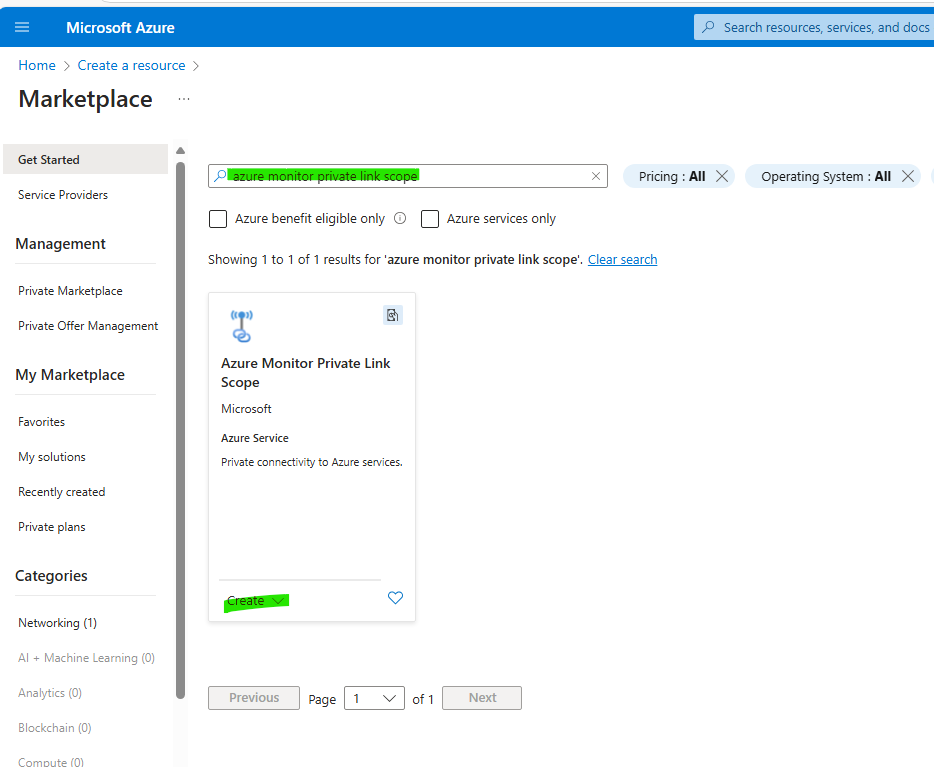 Microsoft Azure
Search resources, services, and docs
Home > Create a resource >
Marketplace ...
Get Started
Service Providers
Management
Private Marketplace
Private Offer Management
My Marketplace
Favorites
My solutions
Recently created
Private plans
Categories
Networking (1)
AI + Machine Learning (0)
Analytics (0)
Blockchain (0)
Compute (0)
azure monitor private link scope
Pricing : All
Operating System : All
Azure benefit eligible only
Azure services only
Showing 1 to 1 of 1 results for 'azure monitor private link scope'. Clear search
Azure Monitor Private Link
Scope
Microsoft
Azure Service
Private connectivity to Azure services.
Create
Previous Page 1 of 1 Next